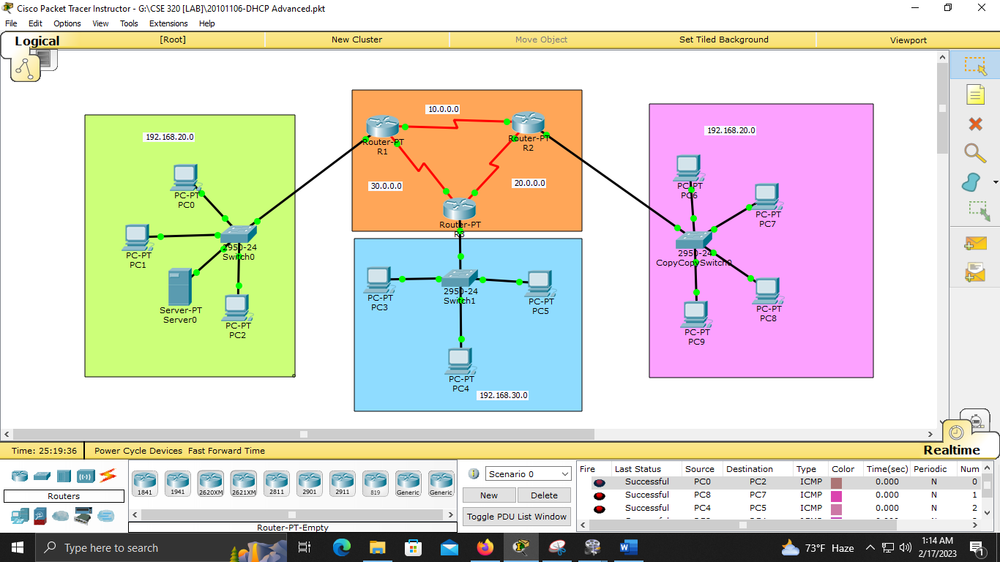 Cisco Packet Tracer Instructor - G:\CSE 320 [LAB]\20101106-DHCP Advanced.pkt
File Edit Options View Tools Extensions Help
Logical [Root] New Cluster Move Object Set Tiled Background Viewport
192.168.20.0
PC-PT
PC0
PC-PT
PC1
2950-24
Switch0
Server-PT
Server0
PC-PT
PC2
10.0.0.0
Router-PT
R1
Router-PT
R2
30.0.0.0
20.0.0.0
Router-PT
R3
PC-PT
PC3
2950-24
Switch1
PC-PT
PC5
PC-PT
PC4
192.168.30.0
192.168.20.0
PC-PT
PC6
PC-PT
PC7
2950-24
CopyCopySwitch0
PC-PT
PC8
PC-PT
PC9
Time: 25:19:36 Power Cycle Devices Fast Forward Time Realtime
Routers
1841 1941 2620XM 2621XM 2811 2901 2911 819 Generic Generic
Router-PT-Empty
Scenario 0
New Delete
Toggle PDU List Window
Fire Last Status Source Destination Type Color Time(sec) Periodic Num
Successful PC0 PC2 ICMP 0.000 N 0
Successful PC8 PC7 ICMP 0.000 N 1
Successful PC4 PC5 ICMP 0.000 N 2
Type here to search
73°F Haze
1:14 AM
2/17/2023
1